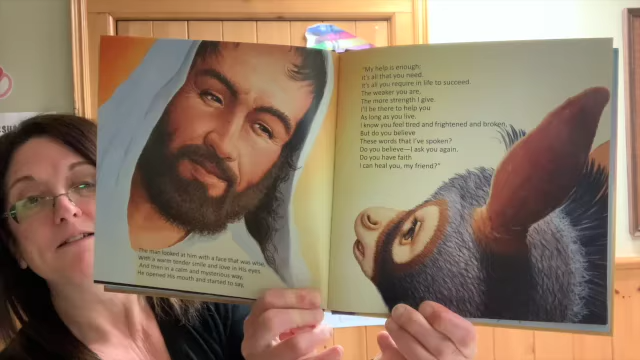 The man looked at him with a face that was wise,
With a warm tender smile and love in His eyes.
And then in a calm and mysterious way,
He opened His mouth and started to say,
"My help is enough;
It's all that you need.
It's all you require in life to succeed.
The weaker you are,
The more strength I give.
I'll be there to help you
As long as you live.
I know you feel tired and frightened and broken,
But do you believe
These words that I've spoken?
Do you believe—I ask you again,
Do you have faith
I can heal you, my friend?"